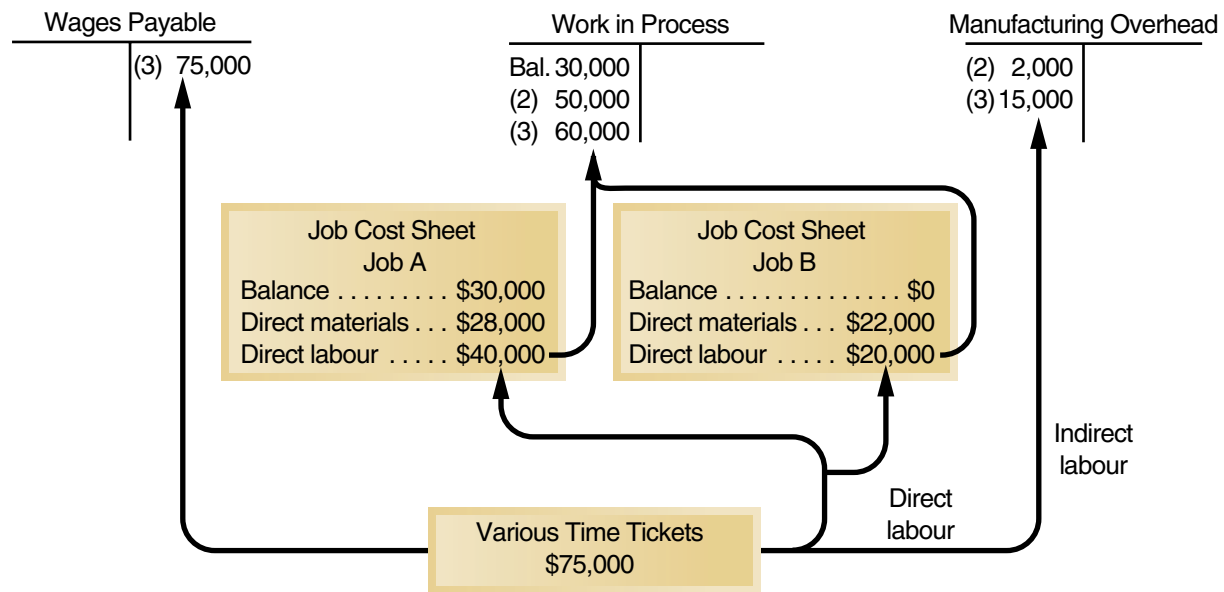 Wages Payable
(3) 75,000
Work in Process
Bal. 30,000
(2) 50,000
(3) 60,000
Manufacturing Overhead
(2) 2,000
(3) 15,000
Job Cost Sheet
Job A
Balance . . . . . . . . . $30,000
Direct materials . . . $28,000
Direct labour . . . . . $40,000
Job Cost Sheet
Job B
Balance . . . . . . . . . . . . . . $0
Direct materials . . . $22,000
Direct labour . . . . . $20,000
Indirect
labour
Direct
labour
Various Time Tickets
$75,000